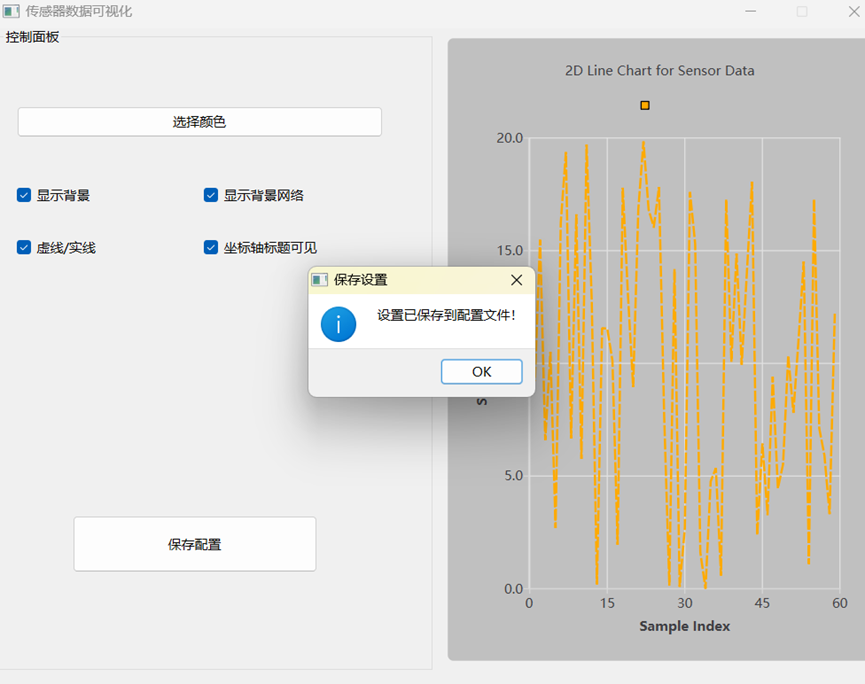 传感器数据可视化
控制面板
选择颜色
显示背景
显示背景网络
虚线/实线
坐标轴标题可见
保存配置
2D Line Chart for Sensor Data
20.0
15.0
5.0
0.0
0
15
30
45
60
Sample Index
保存设置
设置已保存到配置文件！
OK